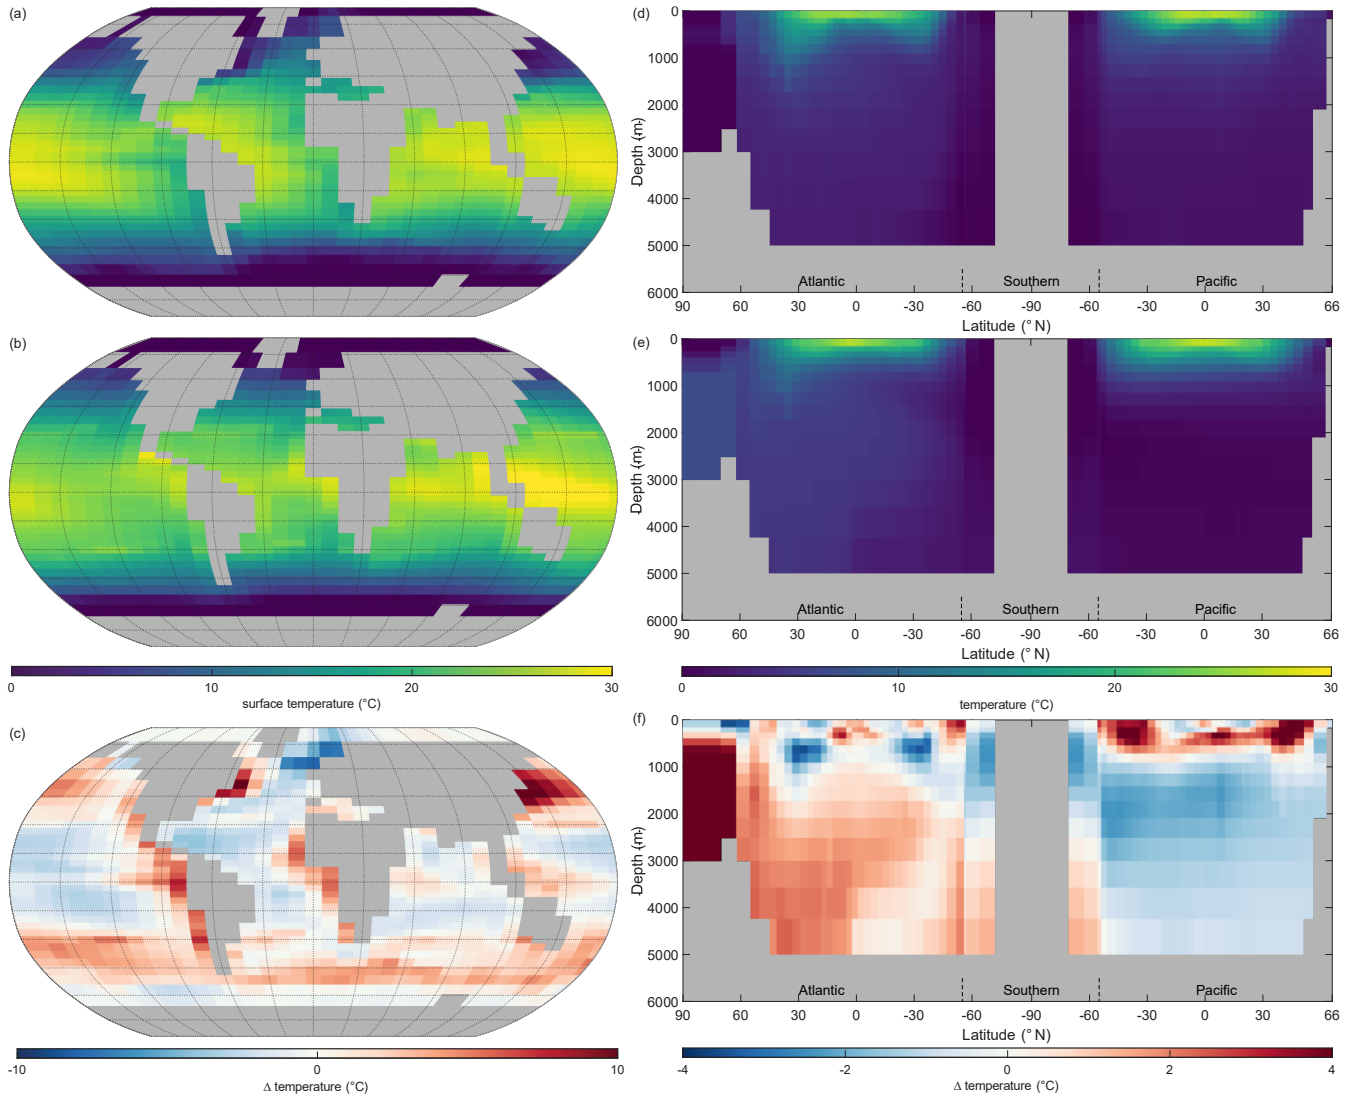 (a)
(b)
0 10 20 30
surface temperature (°C)
(c)
-10 0 10
Δ temperature (°C)
(d)
0
1000
2000
3000
4000
5000
6000
Depth (m)
Atlantic Southern Pacific
90 60 30 0 -30 -60 -90 -60 -30 0 30 66
Latitude (° N)
(e)
0
1000
2000
3000
4000
5000
6000
Depth (m)
Atlantic Southern Pacific
90 60 30 0 -30 -60 -90 -60 -30 0 30 66
Latitude (° N)
0 10 20 30
temperature (°C)
(f)
0
1000
2000
3000
4000
5000
6000
Depth (m)
Atlantic Southern Pacific
90 60 30 0 -30 -60 -90 -60 -30 0 30 66
Latitude (° N)
-4 -2 0 2 4
Δ temperature (°C)